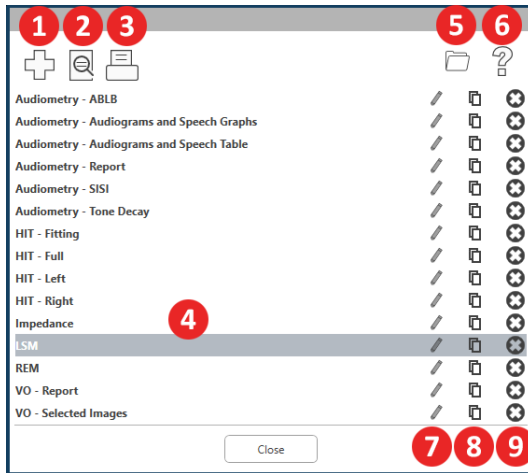 1 2 3 5 6
?
Audiometry - ABLB
Audiometry - Audiograms and Speech Graphs
Audiometry - Audiograms and Speech Table
Audiometry - Report
Audiometry - SISI
Audiometry - Tone Decay
HIT - Fitting
HIT - Full
HIT - Left
HIT - Right
Impedance
4
LSM
REM
VO - Report
VO - Selected Images
Close
7 8 9